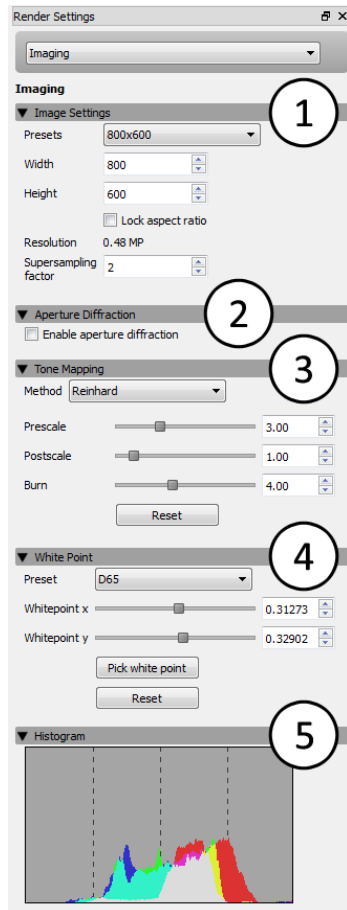 Render Settings
Imaging
Imaging
Image Settings
1
Presets 800x600
Width 800
Height 600
Lock aspect ratio
Resolution 0.48 MP
Supersampling
factor 2
Aperture Diffraction
2
Enable aperture diffraction
Tone Mapping
3
Method Reinhard
Prescale 3.00
Postscale 1.00
Burn 4.00
Reset
White Point
4
Preset D65
Whitepoint x 0.31273
Whitepoint y 0.32902
Pick white point
Reset
Histogram
5